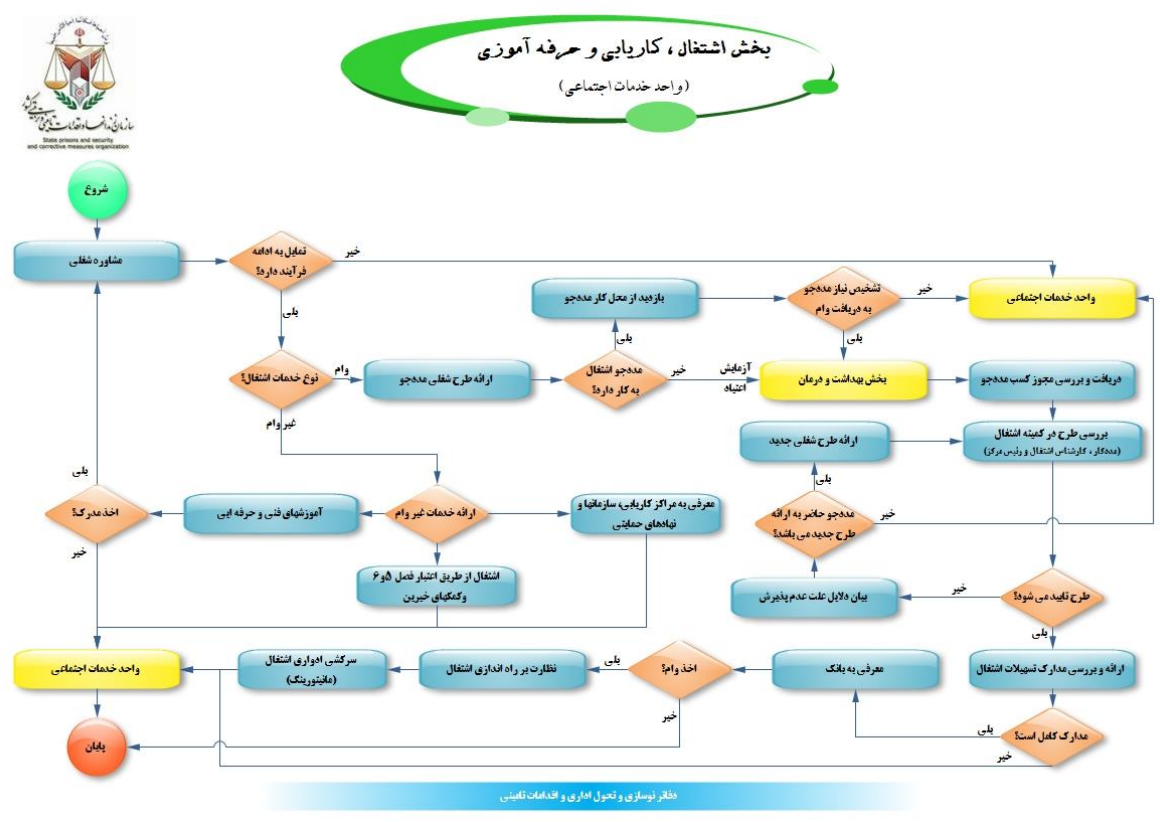 بخش اشتغال ، کاریابی و حرفه آموزی
(واحد خدمات اجتماعی)
State prisons and security
and corrective measures organization
شروع
مشاوره شغلی
تمایل به ادامه
فرآیند دارد؟
خیر
بلی
واحد خدمات اجتماعی
بازدید از محل کار مددجو
تشخیص نیاز مددجو
به دریافت وام
خیر
بلی
بلی
نوع خدمات اشتغال؟
وام
غیر وام
ارائه طرح شغلی مددجو
مددجو اشتغال
به کار دارد؟
خیر
آزمایش
اعتیاد
بخش بهداشت و درمان
دریافت و بررسی مجوز کسب مددجو
بررسی طرح در کمیته اشتغال
(مددکار ، کارشناس اشتغال و رئیس مرکز)
ارائه طرح شغلی جدید
بلی
بلی
اخذ مدرک؟
خیر
آموزشهای فنی و حرفه ایی
ارائه خدمات غیر وام
معرفی به مراکز کاریابی، سازمانها و
نهادهای حمایتی
مددجو حاضر به ارائه
طرح جدید می باشد؟
خیر
اشتغال از طریق اعتبار فصل ۵و۶
وکمکهای خیرین
بیان دلایل علت عدم پذیرش
خیر
طرح تایید می شود؟
بلی
واحد خدمات اجتماعی
سرکشی ادواری اشتغال
(مانیتورینگ)
نظارت بر راه اندازی اشتغال
بلی
اخذ وام؟
خیر
معرفی به بانک
ارائه و بررسی مدارک تسهیلات اشتغال
بلی
مدارک کامل است؟
خیر
پایان
دفاتر نوسازی و تحول اداری و اقدامات تامینی